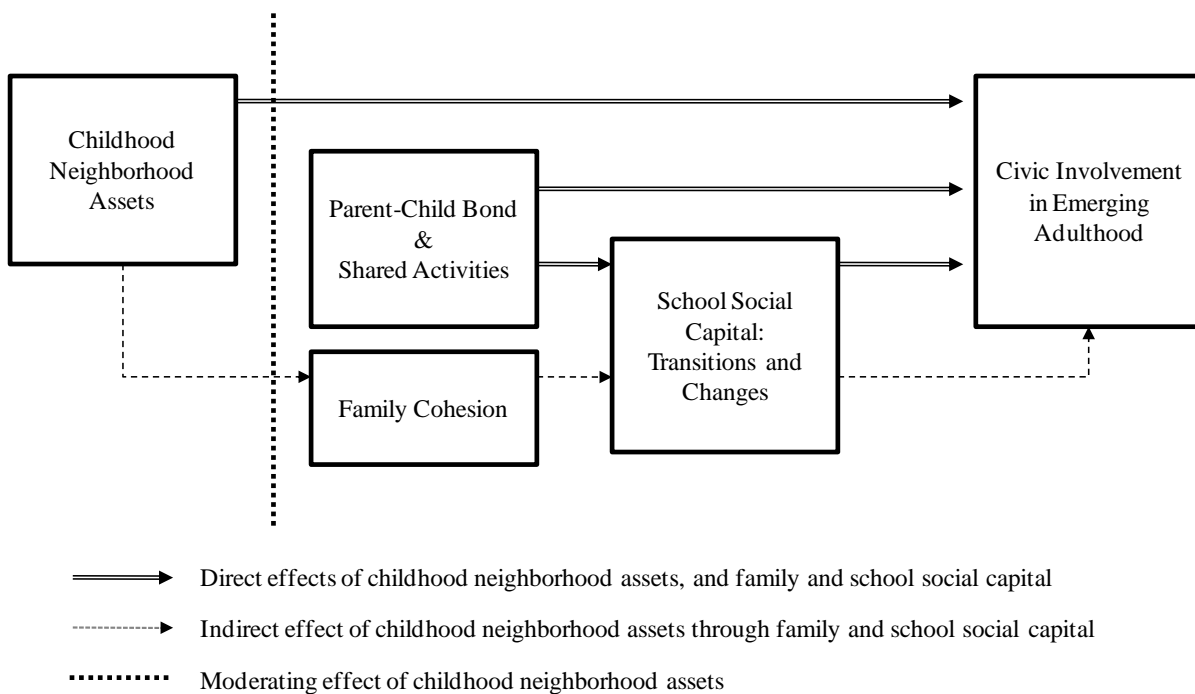 Childhood
Neighborhood
Assets
Parent-Child Bond
&
Shared Activities
Family Cohesion
School Social
Capital:
Transitions and
Changes
Civic Involvement
in Emerging
Adulthood
Direct effects of childhood neighborhood assets, and family and school social capital
Indirect effect of childhood neighborhood assets through family and school social capital
Moderating effect of childhood neighborhood assets